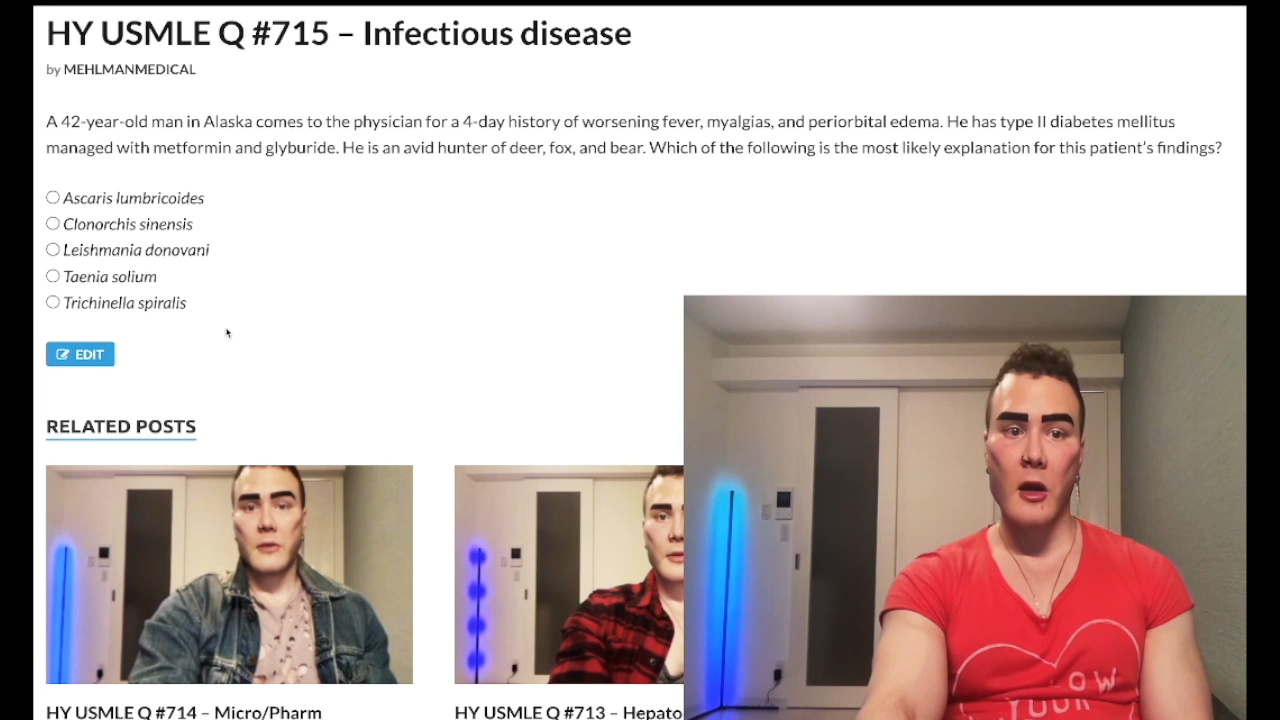 HY USMLE Q #715 – Infectious disease
by MEHLMANMEDICAL
A 42-year-old man in Alaska comes to the physician for a 4-day history of worsening fever, myalgias, and periorbital edema. He has type II diabetes mellitus
managed with metformin and glyburide. He is an avid hunter of deer, fox, and bear. Which of the following is the most likely explanation for this patient's findings?
Ascaris lumbricoides
Clonorchis sinensis
Leishmania donovani
Taenia solium
Trichinella spiralis
EDIT
RELATED POSTS
HY USMLE Q #714 – Micro/Pharm
HY USMLE Q #713 – Hepato
OW
YOUR